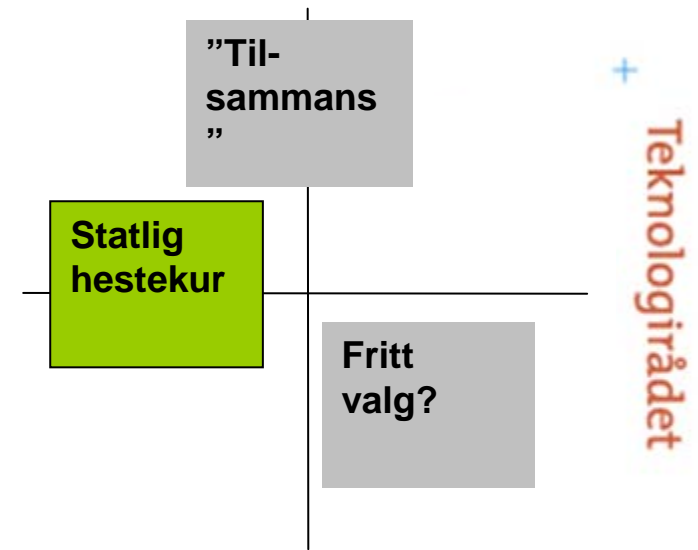 ”Til-
sammans
”
Statlig
hestekur
Fritt
valg?
Teknologirådet